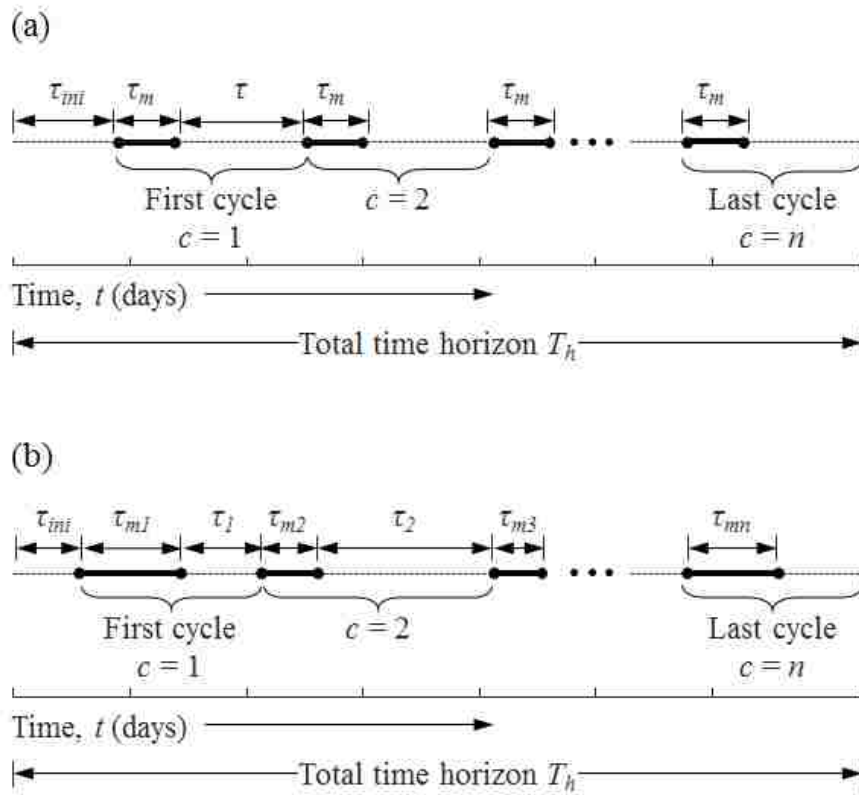 (a)
τini τm τ τm τm τm
First cycle c = 2 Last cycle
c = 1 c = n
Time, t (days)
Total time horizon Th
(b)
τini τm1 τ1 τm2 τ2 τm3 τmn
First cycle c = 2 Last cycle
c = 1 c = n
Time, t (days)
Total time horizon Th